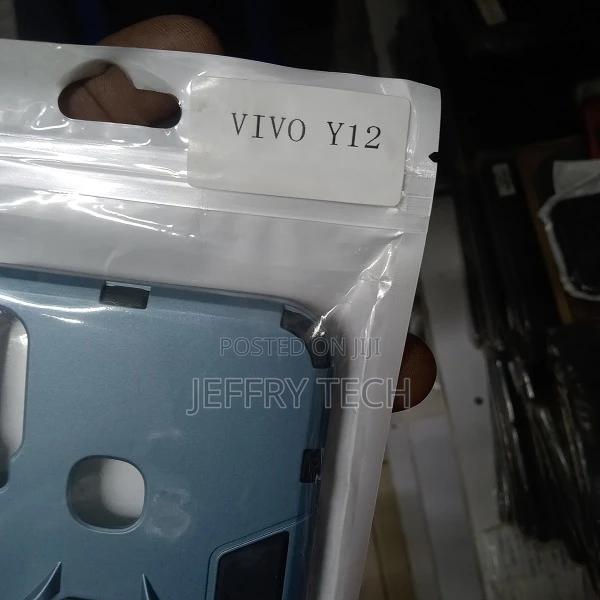 VIVO Y12
POSTED ON JIJI
JEFFRY TECH